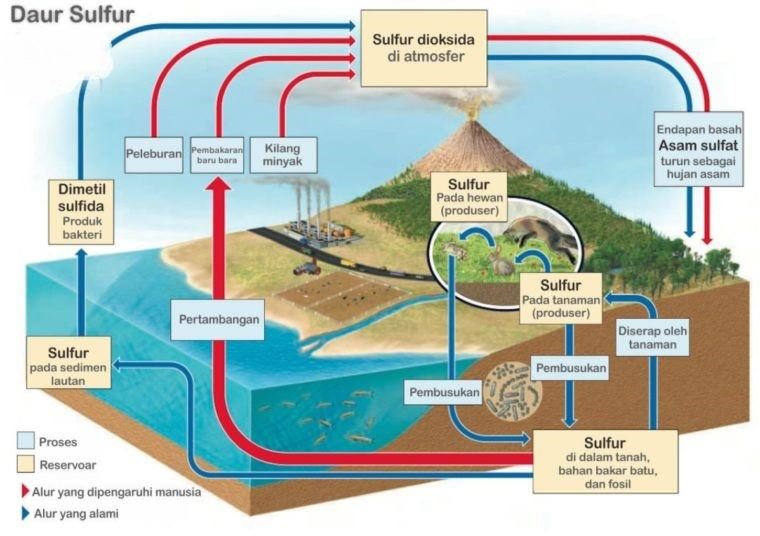 Daur Sulfur
Sulfur dioksida
di atmosfer
Peleburan
Pembakaran
baru bara
Kilang
minyak
Endapan basah
Asam sulfat
turun sebagai
hujan asam
Dimetil
sulfida
Produk
bakteri
Sulfur
Pada hewan
(produser)
Sulfur
Pada tanaman
(produser)
Pertambangan
Diserap oleh
tanaman
Sulfur
pada sedimen
lautan
Pembusukan
Pembusukan
Sulfur
di dalam tanah,
bahan bakar batu,
dan fosil
Proses
Reservoar
Alur yang dipengaruhi manusia
Alur yang alami